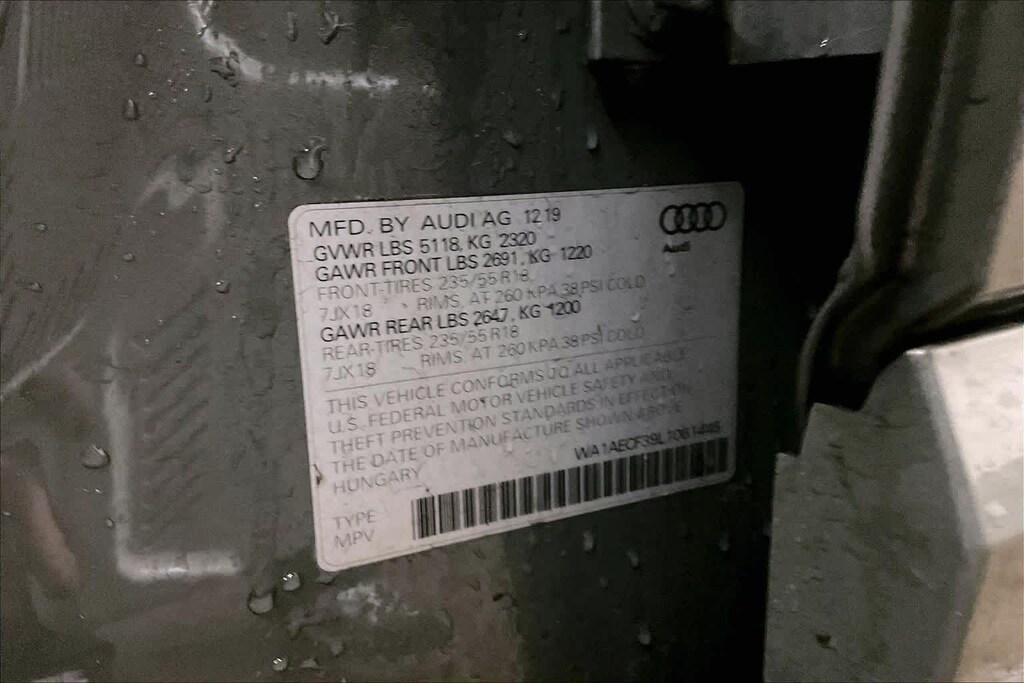 MFD. BY AUDI AG 12 19
Audi
GVWR LBS 5118, KG 2320
GAWR FRONT LBS 2691, KG 1220
FRONT-TIRES 235/55 R18
7JX18 RIMS, AT 260 KPA 38 PSI COLD
GAWR REAR LBS 2647, KG 1200
REAR-TIRES 235/55 R18
7JX18 RIMS, AT 260 KPA 38 PSI COLD
THIS VEHICLE CONFORMS TO ALL APPLICABLE
U.S. FEDERAL MOTOR VEHICLE SAFETY AND
THEFT PREVENTION STANDARDS IN EFFECT ON
THE DATE OF MANUFACTURE SHOWN ABOVE
HUNGARY
TYPE
MPV